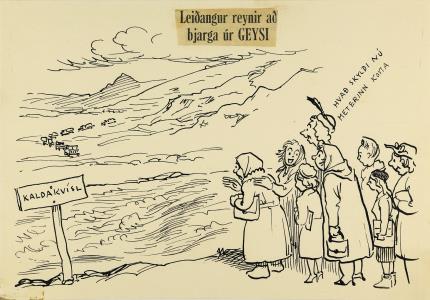 Leiðangur reynir að
bjarga úr GEYSI
HVAÐ SKYLDI NÚ
METERINN KOSTA
KALDAKVÍSL